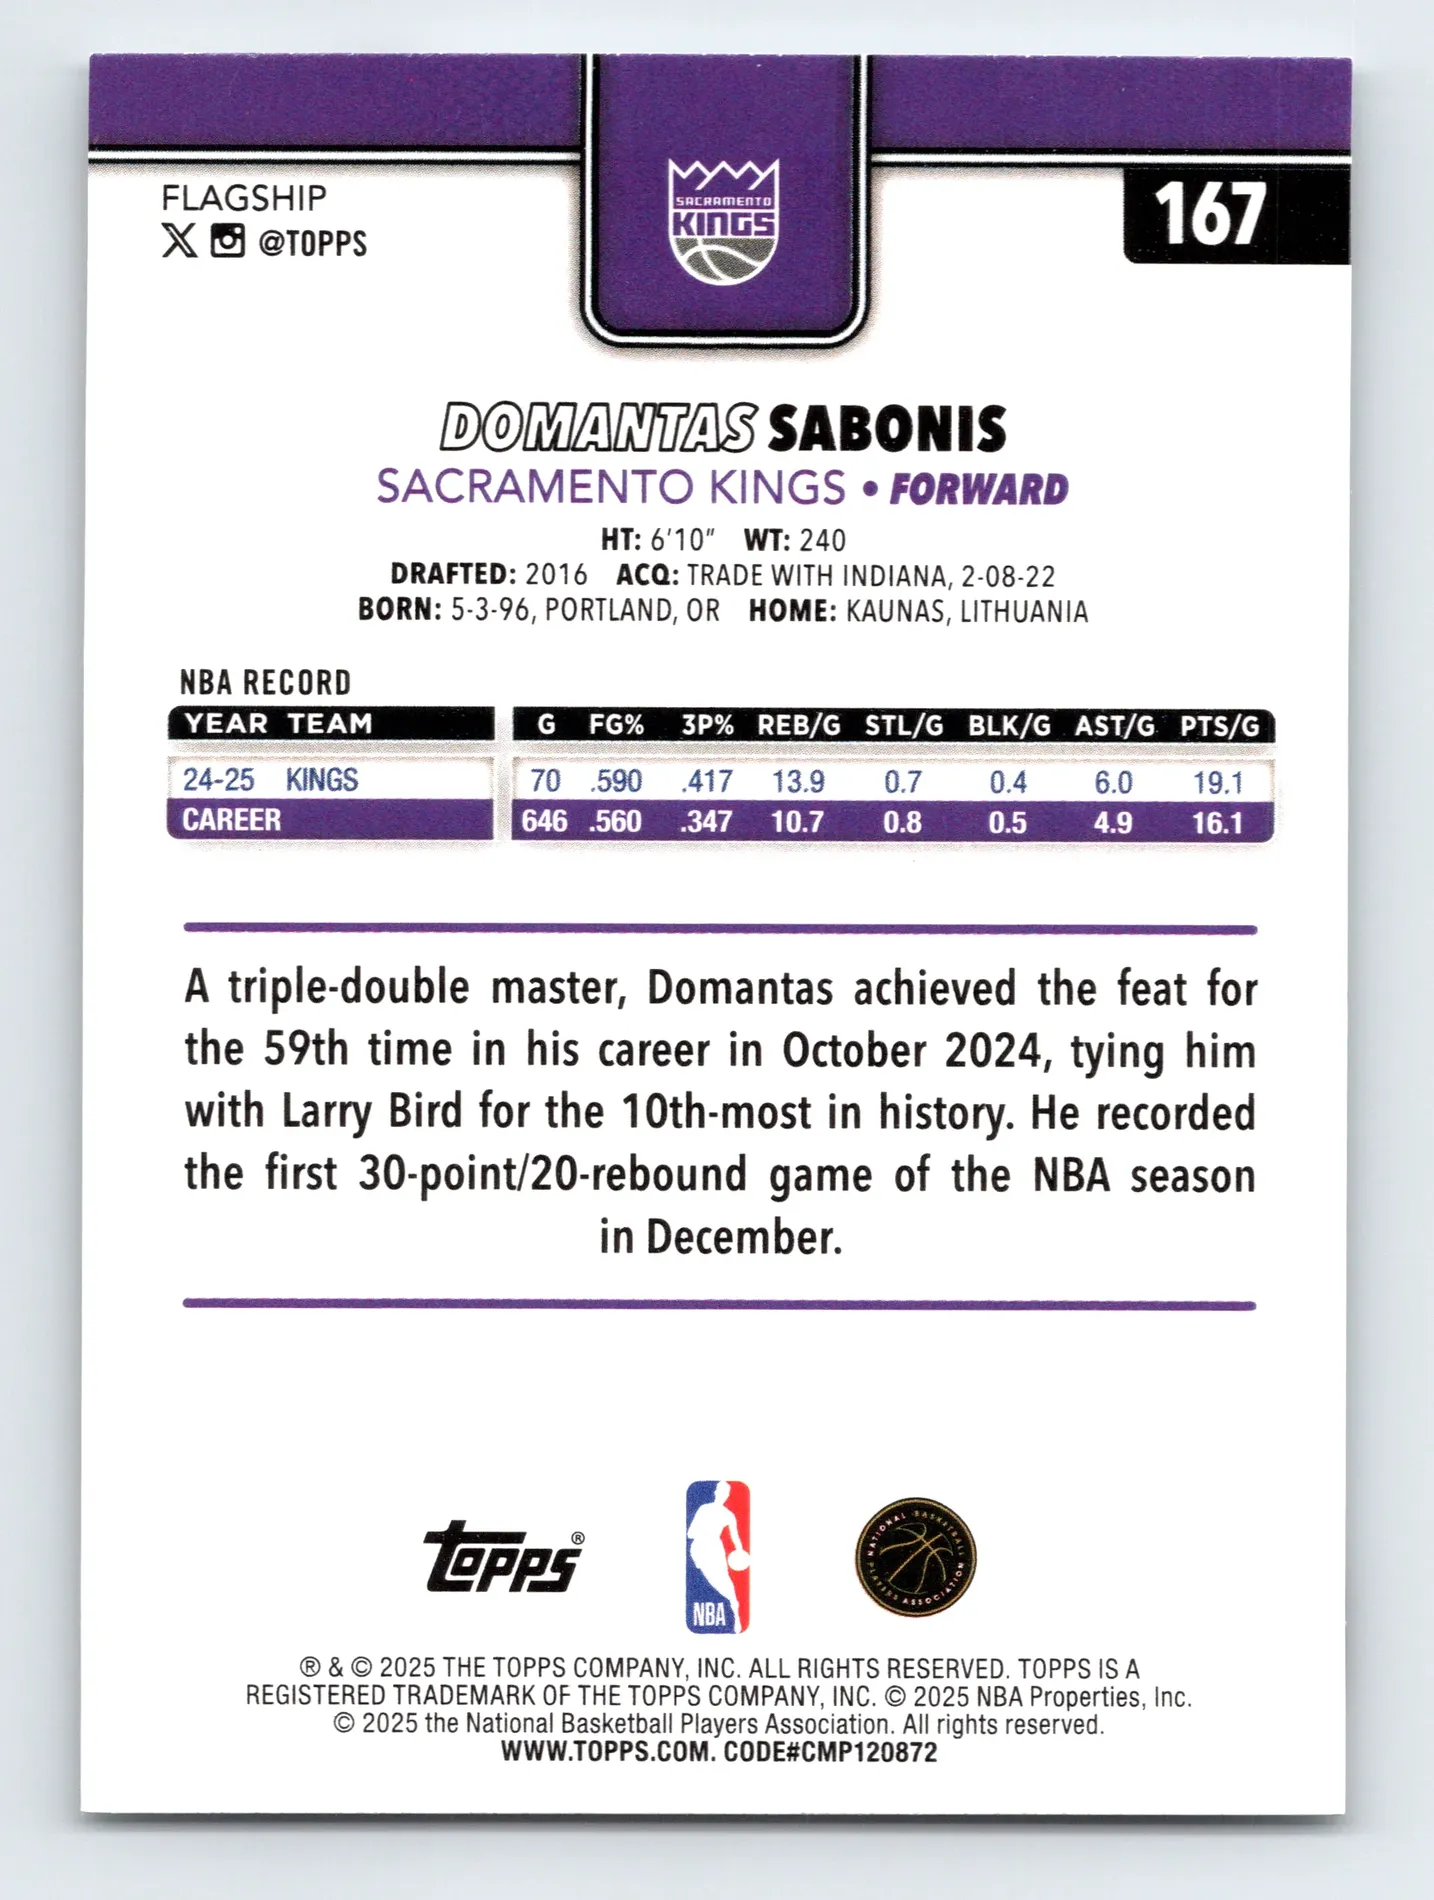 FLAGSHIP
@TOPPS
SACRAMENTO
KINGS
167
DOMANTAS SABONIS
SACRAMENTO KINGS • FORWARD
HT: 6'10" WT: 240
DRAFTED: 2016 ACQ: TRADE WITH INDIANA, 2-08-22
BORN: 5-3-96, PORTLAND, OR HOME: KAUNAS, LITHUANIA
NBA RECORD
YEAR TEAM G FG% 3P% REB/G STL/G BLK/G AST/G PTS/G
24-25 KINGS 70 .590 .417 13.9 0.7 0.4 6.0 19.1
CAREER 646 .560 .347 10.7 0.8 0.5 4.9 16.1
A triple-double master, Domantas achieved the feat for
the 59th time in his career in October 2024, tying him
with Larry Bird for the 10th-most in history. He recorded
the first 30-point/20-rebound game of the NBA season
in December.
topps®
NBA
NATIONAL BASKETBALL PLAYERS ASSOCIATION
® & © 2025 THE TOPPS COMPANY, INC. ALL RIGHTS RESERVED. TOPPS IS A
REGISTERED TRADEMARK OF THE TOPPS COMPANY, INC. © 2025 NBA Properties, Inc.
© 2025 the National Basketball Players Association. All rights reserved.
WWW.TOPPS.COM. CODE#CMP120872